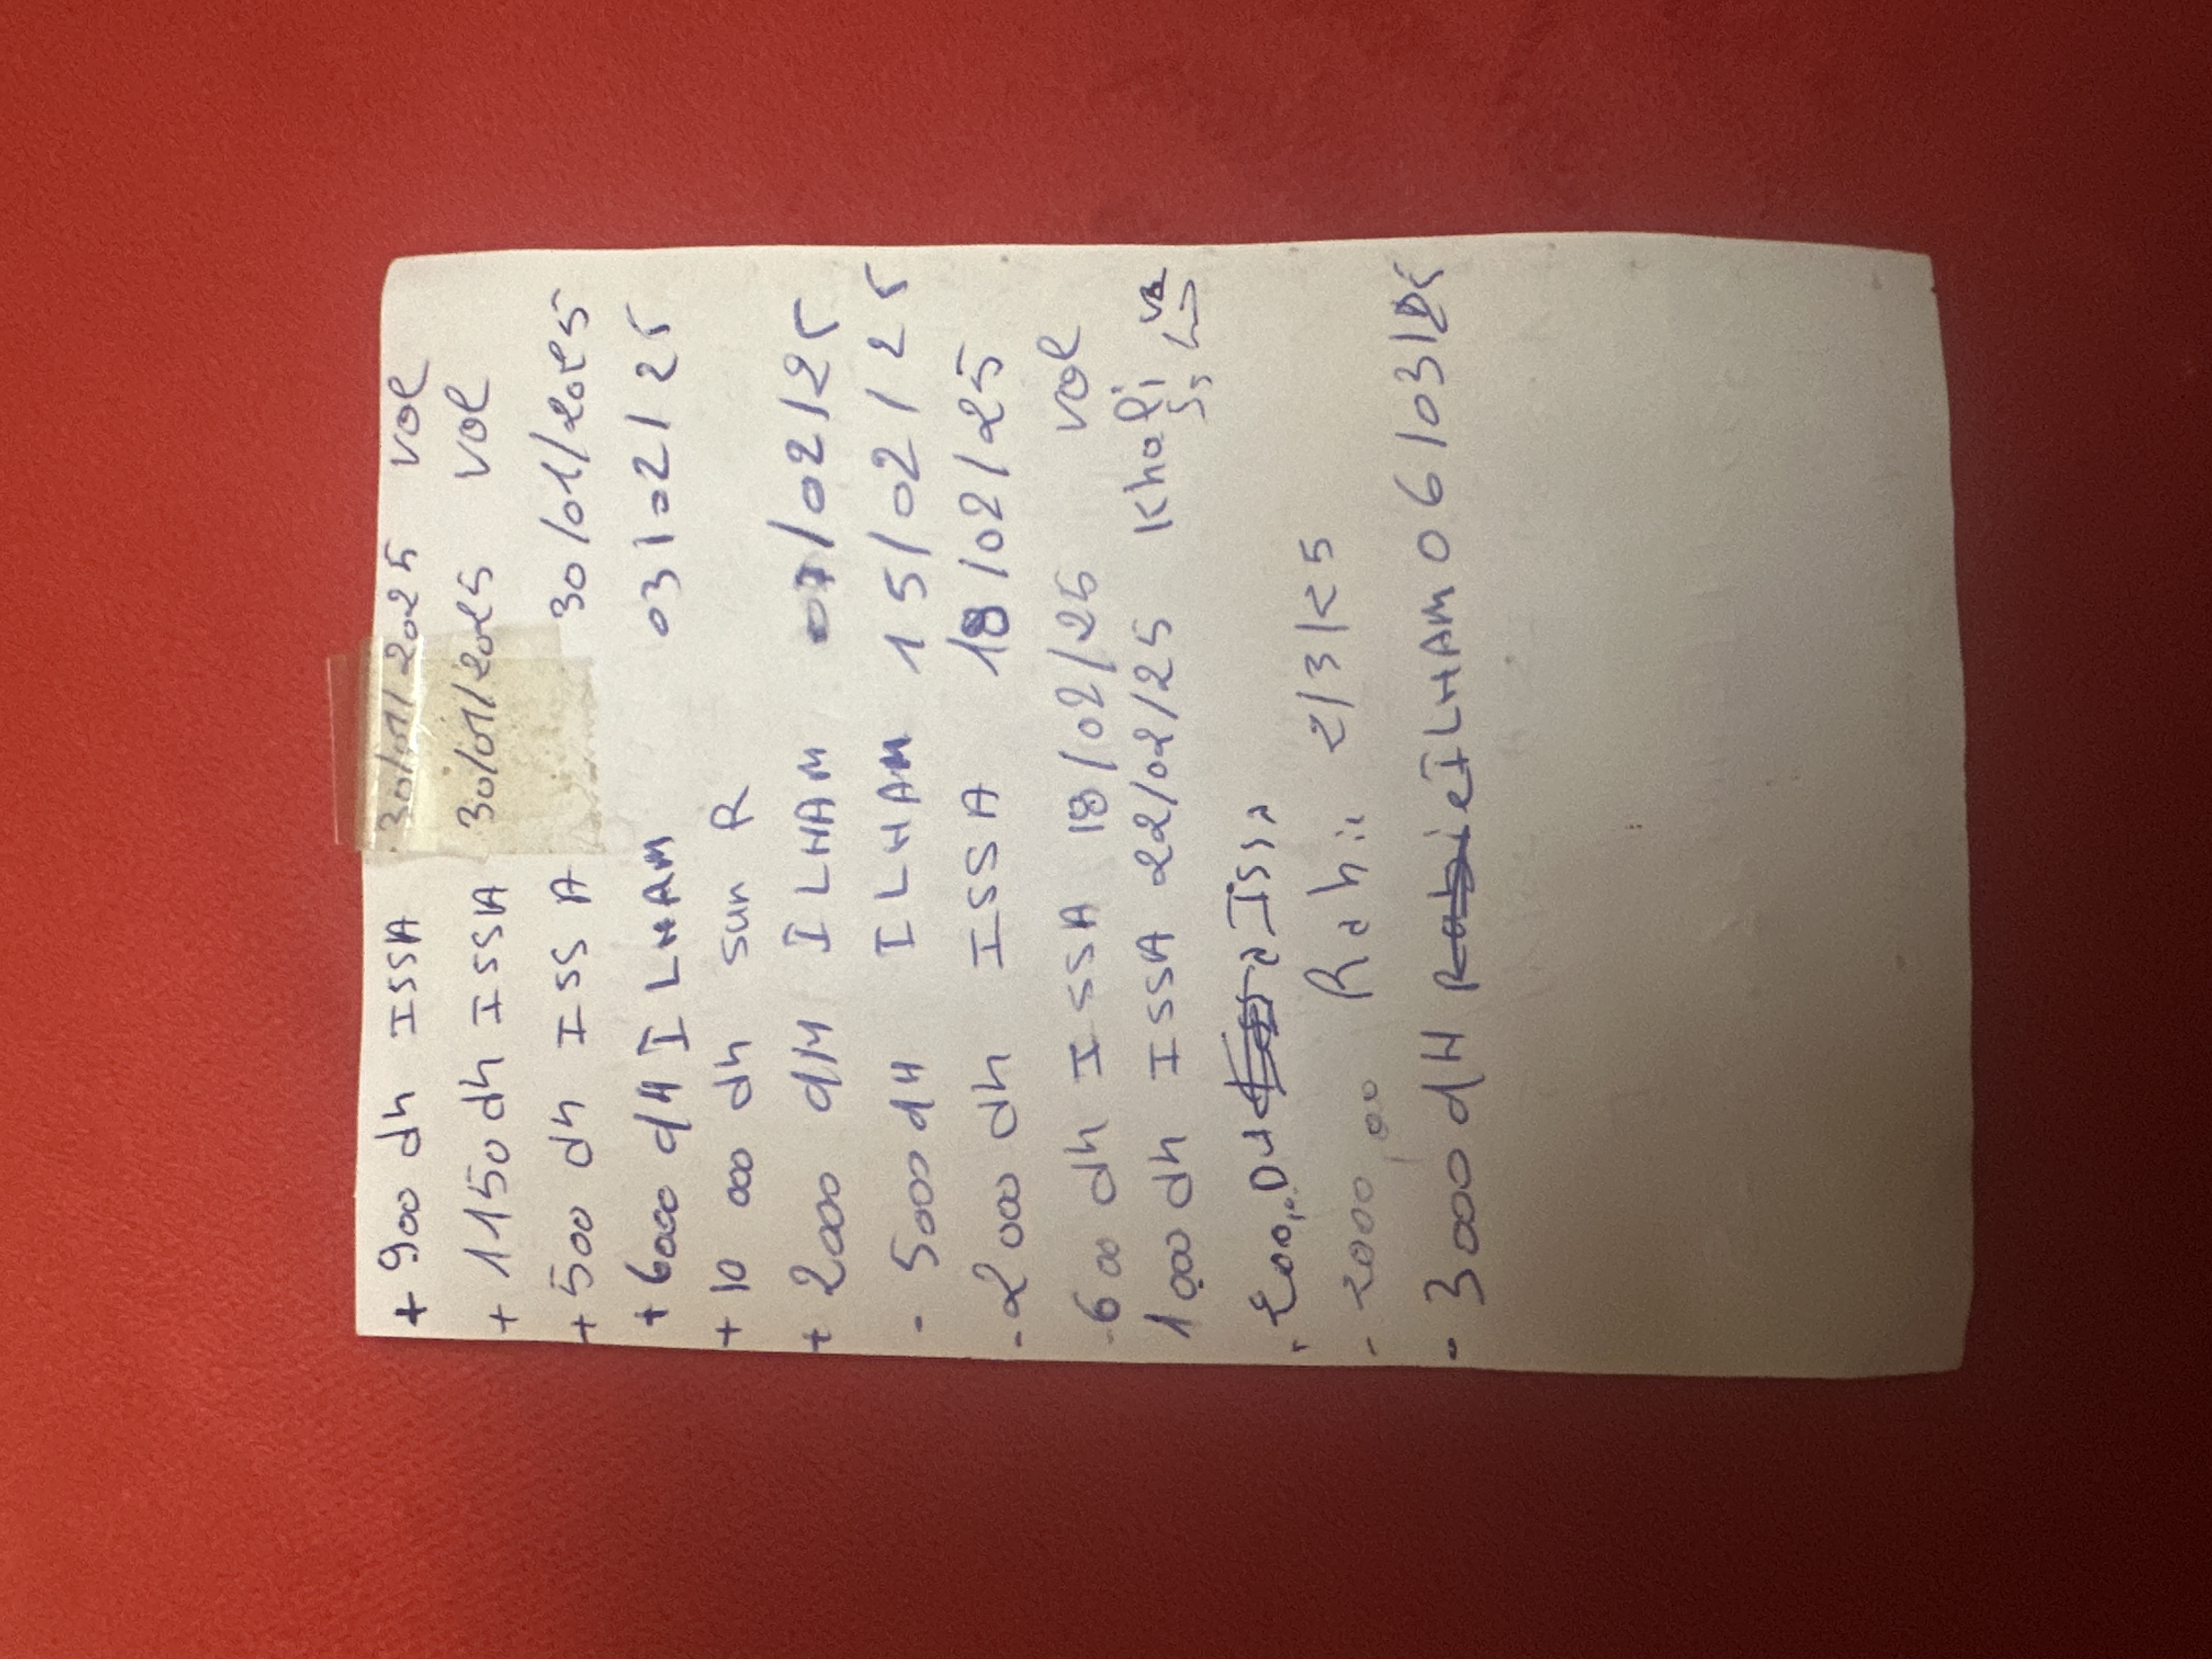 + 900 dh ISSA 30/01/2025 vol
+ 1150 dh ISSA 30/01/2025 vol
+ 500 dh ISSA 30/01/2025
+ 6000 dH ILHAM 03/02/25
+ 10 000 dh sun R
+ 2000 dH ILHAM 07/02/25
- 5000 dH ILHAM 15/02/25
- 2000 dh ISSA 18/02/25
- 600 dh ISSA 18/02/25 vol
1000 dh ISSA 22/02/25 Khali
200,00 DH a Issa
- 2000,00 Rabii 2/3/25
- 3000 dH ILHAM 06/03/25